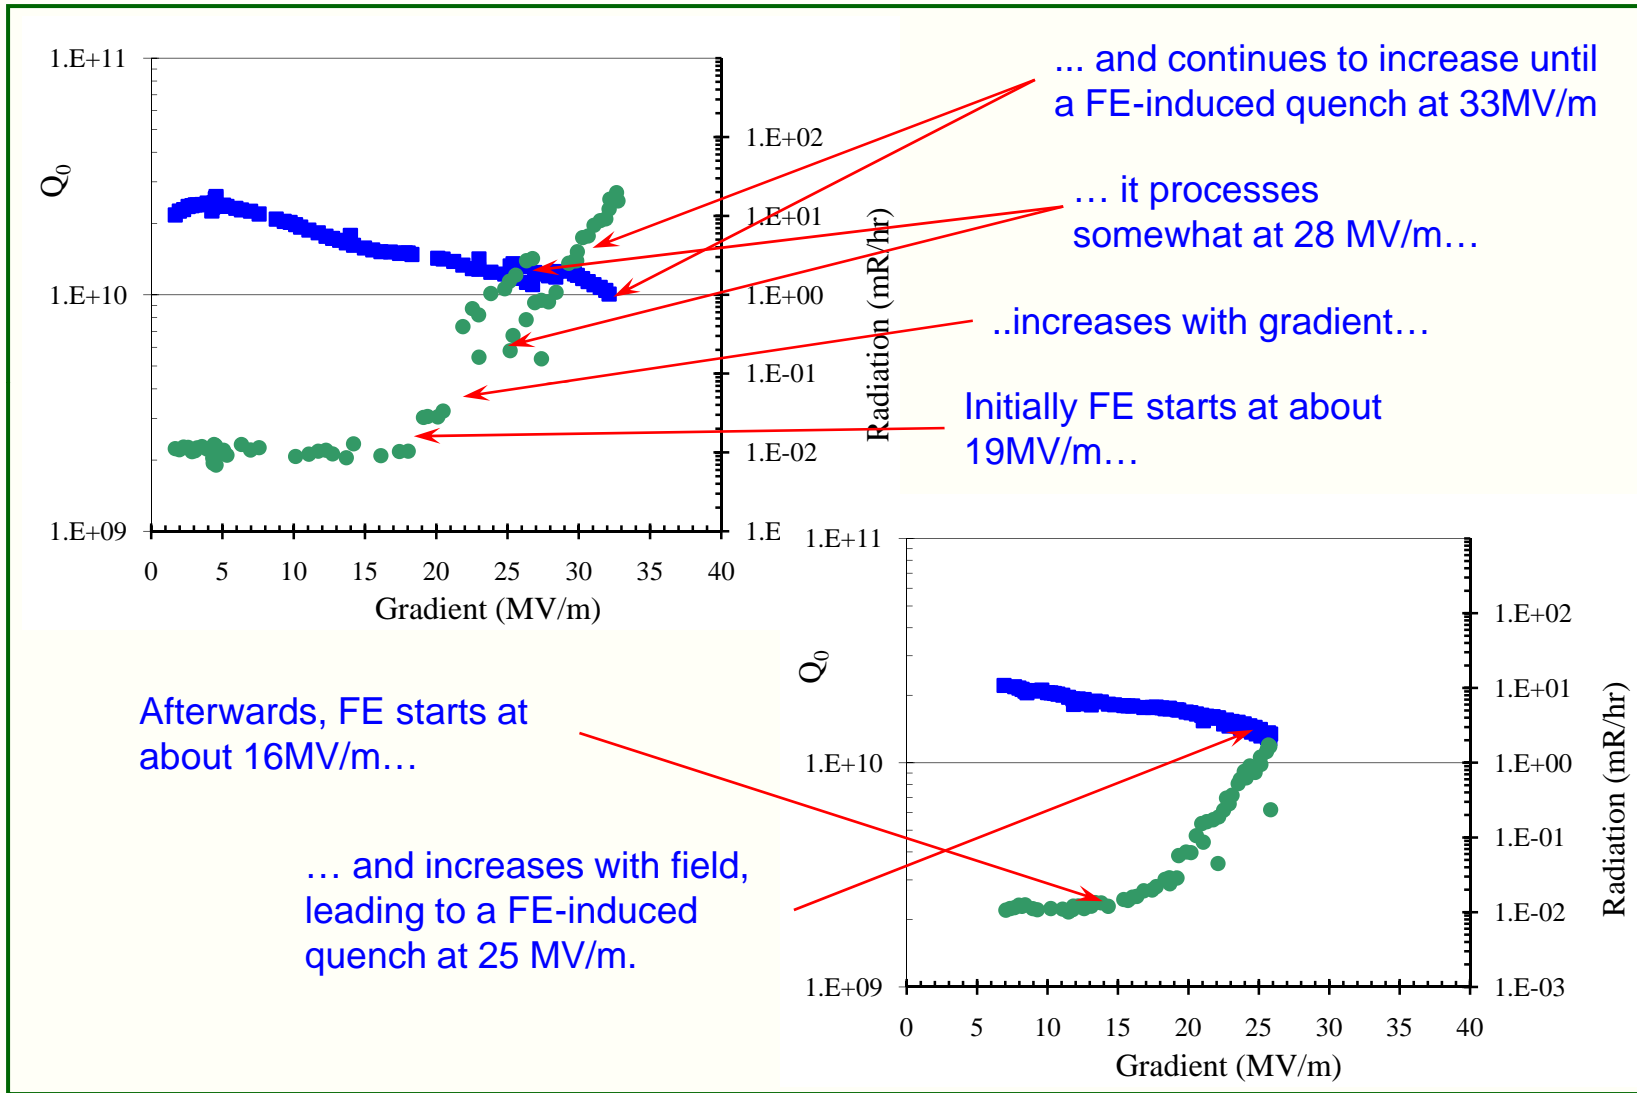 1.E+11
1.E+10
1.E+09
Q0
0 5 10 15 20 25 30 35 40
Gradient (MV/m)
1.E+02
1.E+01
1.E+00
1.E-01
1.E-02
1.E
Radiation (mR/hr)
... and continues to increase until
a FE-induced quench at 33MV/m
… it processes
somewhat at 28 MV/m…
..increases with gradient…
Initially FE starts at about
19MV/m…
Afterwards, FE starts at
about 16MV/m…
… and increases with field,
leading to a FE-induced
quench at 25 MV/m.
1.E+11
1.E+10
1.E+09
Q0
0 5 10 15 20 25 30 35 40
Gradient (MV/m)
1.E+02
1.E+01
1.E+00
1.E-01
1.E-02
1.E-03
Radiation (mR/hr)